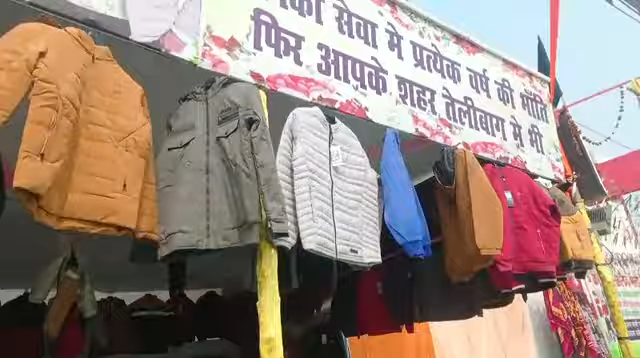 सेवा मे प्रत्येक वर्ष की भाँति
फिर आपके शहर तेलीबाग मे भी